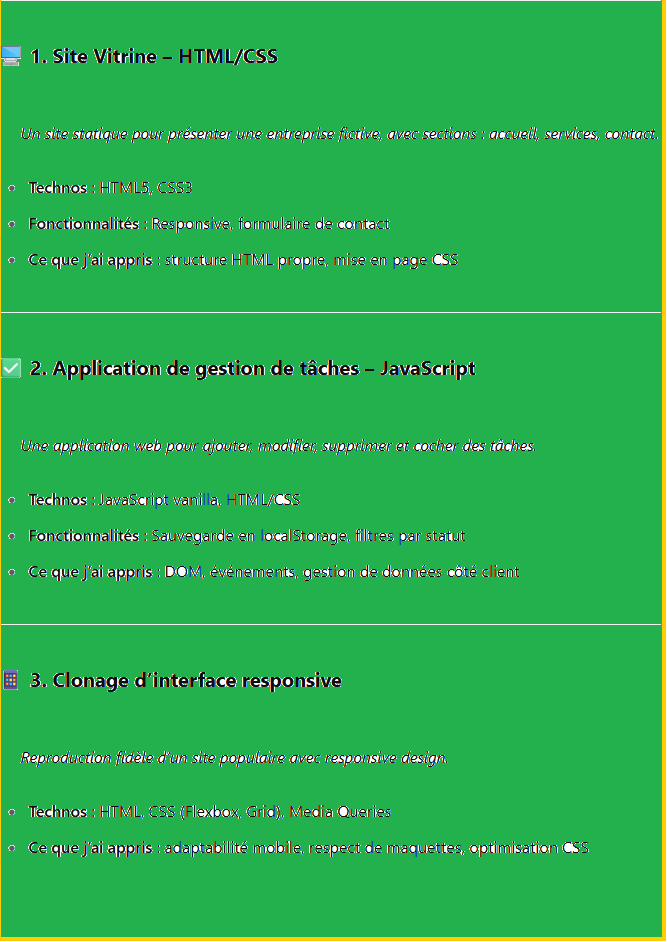 1. Site Vitrine – HTML/CSS
Un site statique pour présenter une entreprise fictive, avec sections : accueil, services, contact.
Technos : HTML5, CSS3
Fonctionnalités : Responsive, formulaire de contact
Ce que j’ai appris : structure HTML propre, mise en page CSS
2. Application de gestion de tâches – JavaScript
Une application web pour ajouter, modifier, supprimer et cocher des tâches.
Technos : JavaScript vanilla, HTML/CSS
Fonctionnalités : Sauvegarde en localStorage, filtres par statut
Ce que j’ai appris : DOM, événements, gestion de données côté client
3. Clonage d’interface responsive
Reproduction fidèle d’un site populaire avec responsive design.
Technos : HTML, CSS (Flexbox, Grid), Media Queries
Ce que j’ai appris : adaptabilité mobile, respect de maquettes, optimisation CSS